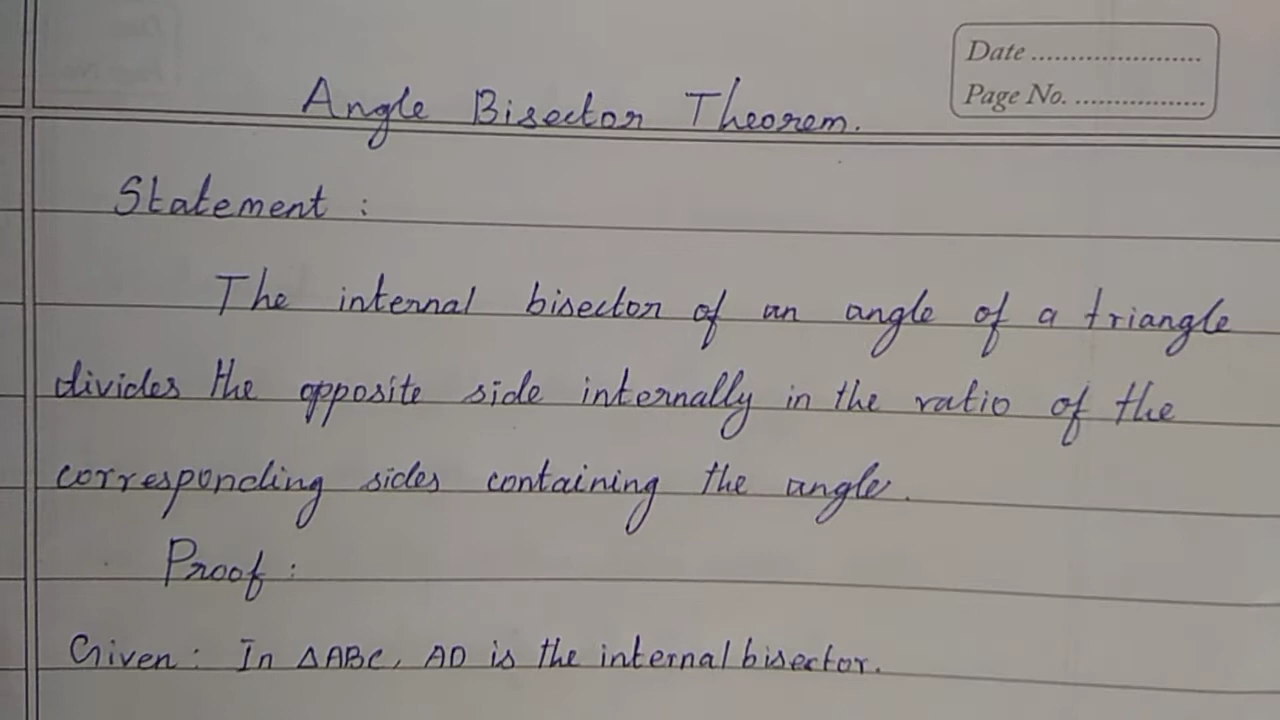 Date ......................
Page No. ..................
Angle Bisector Theorem.
Statement :
The internal bisector of an angle of a triangle
divides the opposite side internally in the ratio of the
corresponding sides containing the angle.
Proof :
Given : In ΔABC, AD is the internal bisector.